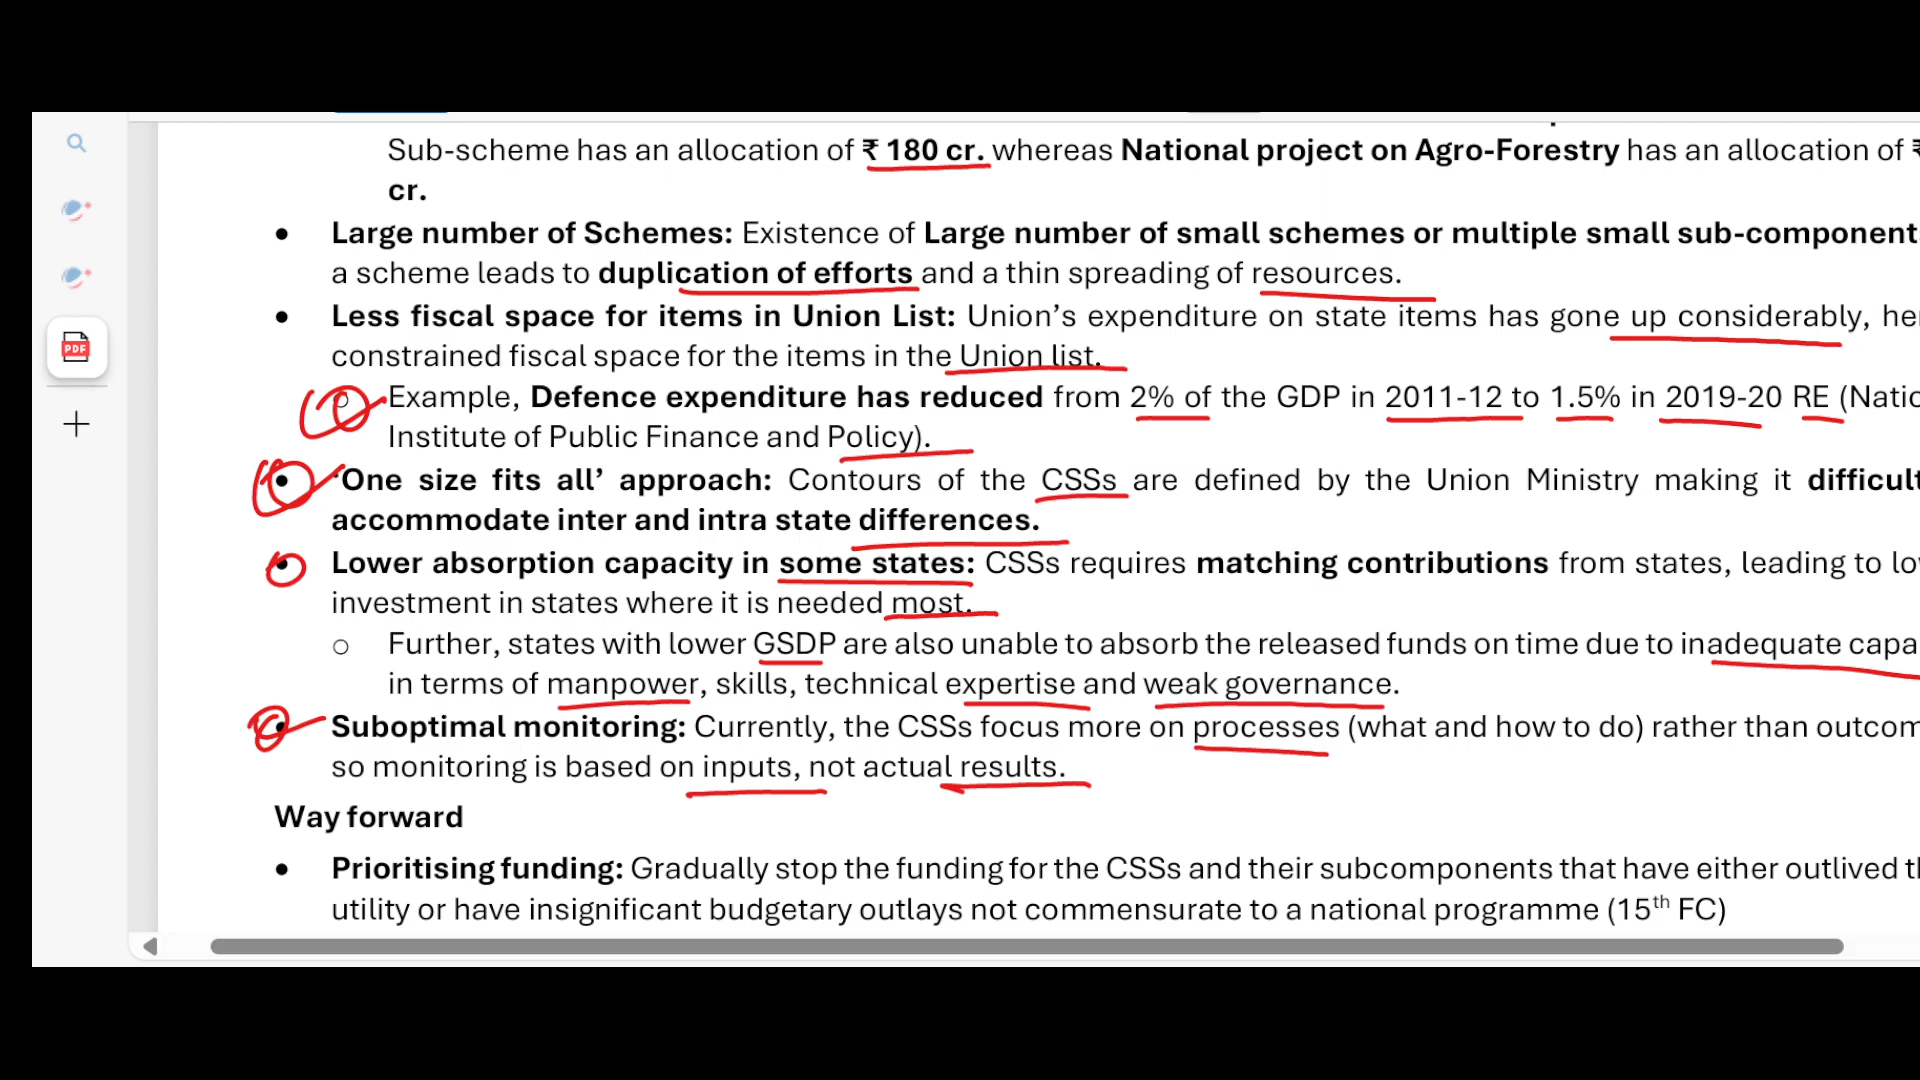 Sub-scheme has an allocation of ₹ 180 cr. whereas National project on Agro-Forestry has an allocation of ₹
cr.
• Large number of Schemes: Existence of Large number of small schemes or multiple small sub-component
a scheme leads to duplication of efforts and a thin spreading of resources.
• Less fiscal space for items in Union List: Union’s expenditure on state items has gone up considerably,
constrained fiscal space for the items in the Union list.
○ Example, Defence expenditure has reduced from 2% of the GDP in 2011-12 to 1.5% in 2019-20 RE
Institute of Public Finance and Policy).
• ‘One size fits all’ approach: Contours of the CSSs are defined by the Union Ministry making it difficult
accommodate inter and intra state differences.
• Lower absorption capacity in some states: CSSs requires matching contributions from states, leading to
investment in states where it is needed most.
○ Further, states with lower GSDP are also unable to absorb the released funds on time due to inadequate
in terms of manpower, skills, technical expertise and weak governance.
• Suboptimal monitoring: Currently, the CSSs focus more on processes (what and how to do) rather than
so monitoring is based on inputs, not actual results.
Way forward
• Prioritising funding: Gradually stop the funding for the CSSs and their subcomponents that have either outlived
utility or have insignificant budgetary outlays not commensurate to a national programme (15th FC)
PDF